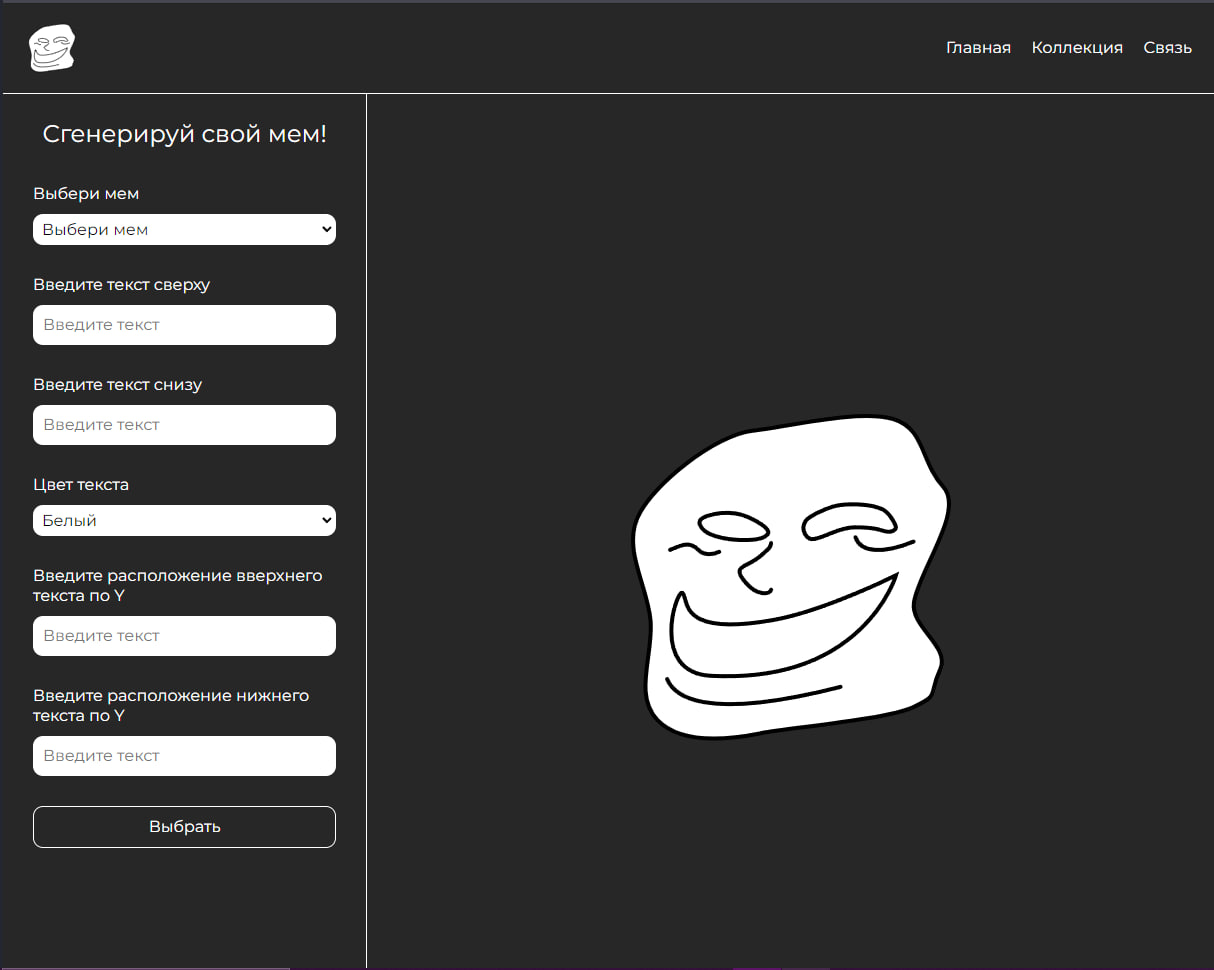 Главная Коллекция Связь
Сгенерируй свой мем!
Выбери мем
Выбери мем
Введите текст сверху
Введите текст
Введите текст снизу
Введите текст
Цвет текста
Белый
Введите расположение вверхнего
текста по Y
Введите текст
Введите расположение нижнего
текста по Y
Введите текст
Выбрать